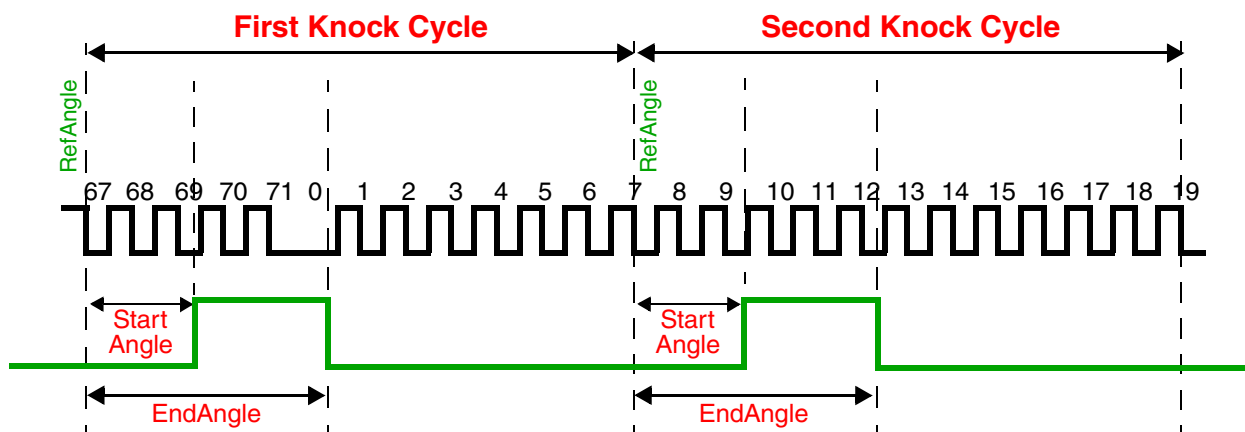 First Knock Cycle Second Knock Cycle
RefAngle RefAngle
67 68 69 70 71 0 1 2 3 4 5 6 7 8 9 10 11 12 13 14 15 16 17 18 19
Start Start
Angle Angle
EndAngle EndAngle